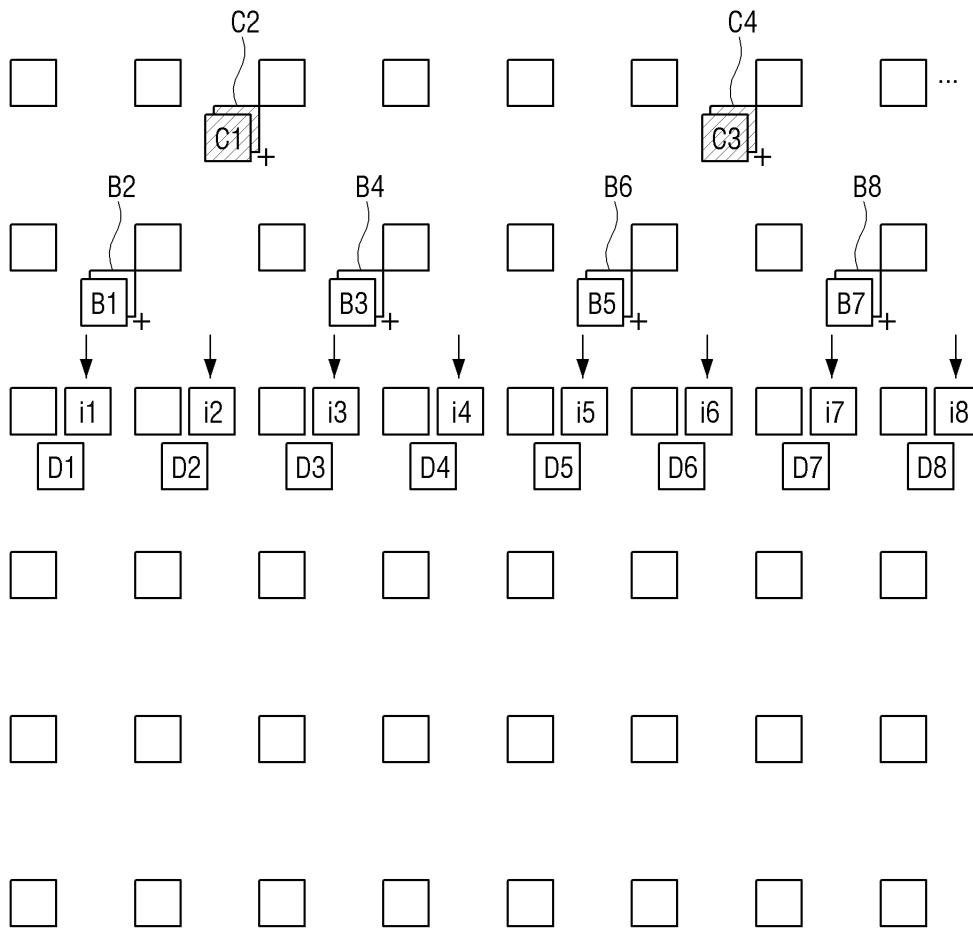 C2 C4
...
C1 C3
+ +
B2 B4 B6 B8
B1 B3 B5 B7
+ + + +
i1 i2 i3 i4 i5 i6 i7 i8
D1 D2 D3 D4 D5 D6 D7 D8